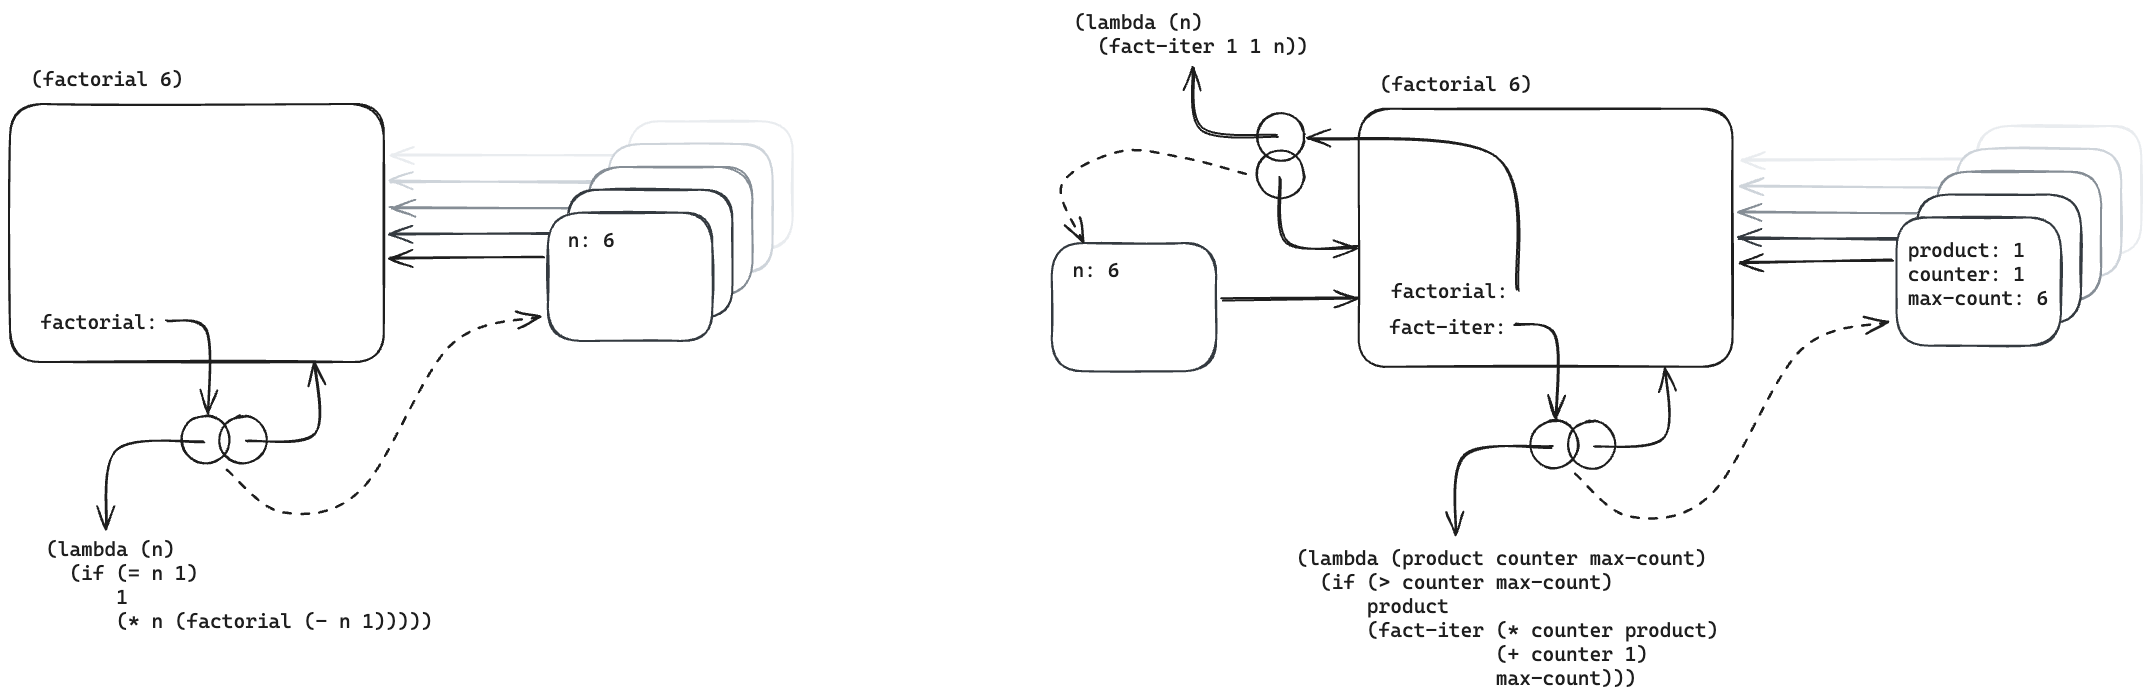 (factorial 6)
n: 6
factorial:
(lambda (n)
  (if (= n 1)
      1
      (* n (factorial (- n 1)))))
(lambda (n)
  (fact-iter 1 1 n))
(factorial 6)
n: 6
factorial:
fact-iter:
product: 1
counter: 1
max-count: 6
(lambda (product counter max-count)
  (if (> counter max-count)
      product
      (fact-iter (* counter product)
                 (+ counter 1)
                 max-count)))